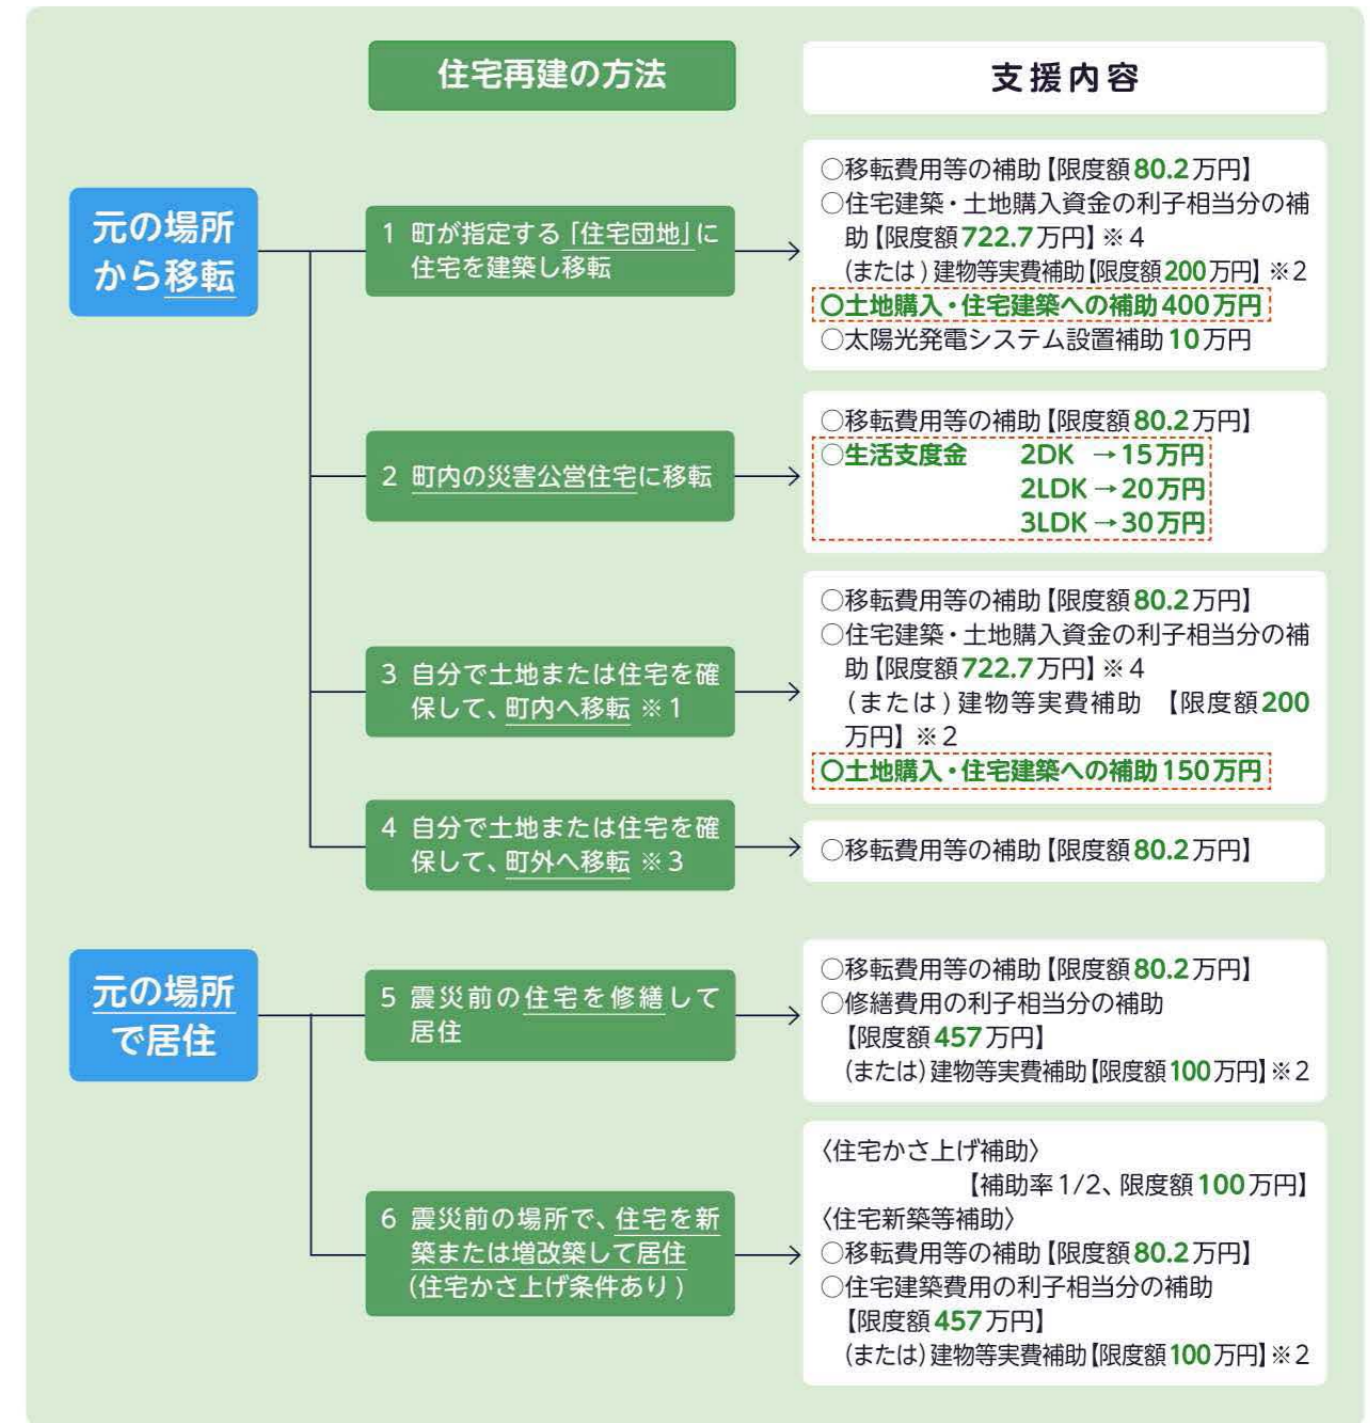 住宅再建の方法
支援内容
元の場所
から移転
1 町が指定する「住宅団地」に
住宅を建築し移転
○移転費用等の補助【限度額80.2万円】
○住宅建築・土地購入資金の利子相当分の補
助【限度額722.7万円】※4
(または)建物等実費補助【限度額200万円】※2
○土地購入・住宅建築への補助400万円
○太陽光発電システム設置補助10万円
2 町内の災害公営住宅に移転
○移転費用等の補助【限度額80.2万円】
○生活支度金 2DK →15万円
2LDK →20万円
3LDK →30万円
3 自分で土地または住宅を確
保して、町内へ移転 ※1
○移転費用等の補助【限度額80.2万円】
○住宅建築・土地購入資金の利子相当分の補
助【限度額722.7万円】※4
(または)建物等実費補助 【限度額200
万円】※2
○土地購入・住宅建築への補助150万円
4 自分で土地または住宅を確
保して、町外へ移転 ※3
○移転費用等の補助【限度額80.2万円】
元の場所
で居住
5 震災前の住宅を修繕して
居住
○移転費用等の補助【限度額80.2万円】
○修繕費用の利子相当分の補助
【限度額457万円】
(または)建物等実費補助【限度額100万円】※2
6 震災前の場所で、住宅を新
築または増改築して居住
(住宅かさ上げ条件あり)
〈住宅かさ上げ補助〉
【補助率1/2、限度額100万円】
〈住宅新築等補助〉
○移転費用等の補助【限度額80.2万円】
○住宅建築費用の利子相当分の補助
【限度額457万円】
(または)建物等実費補助【限度額100万円】※2